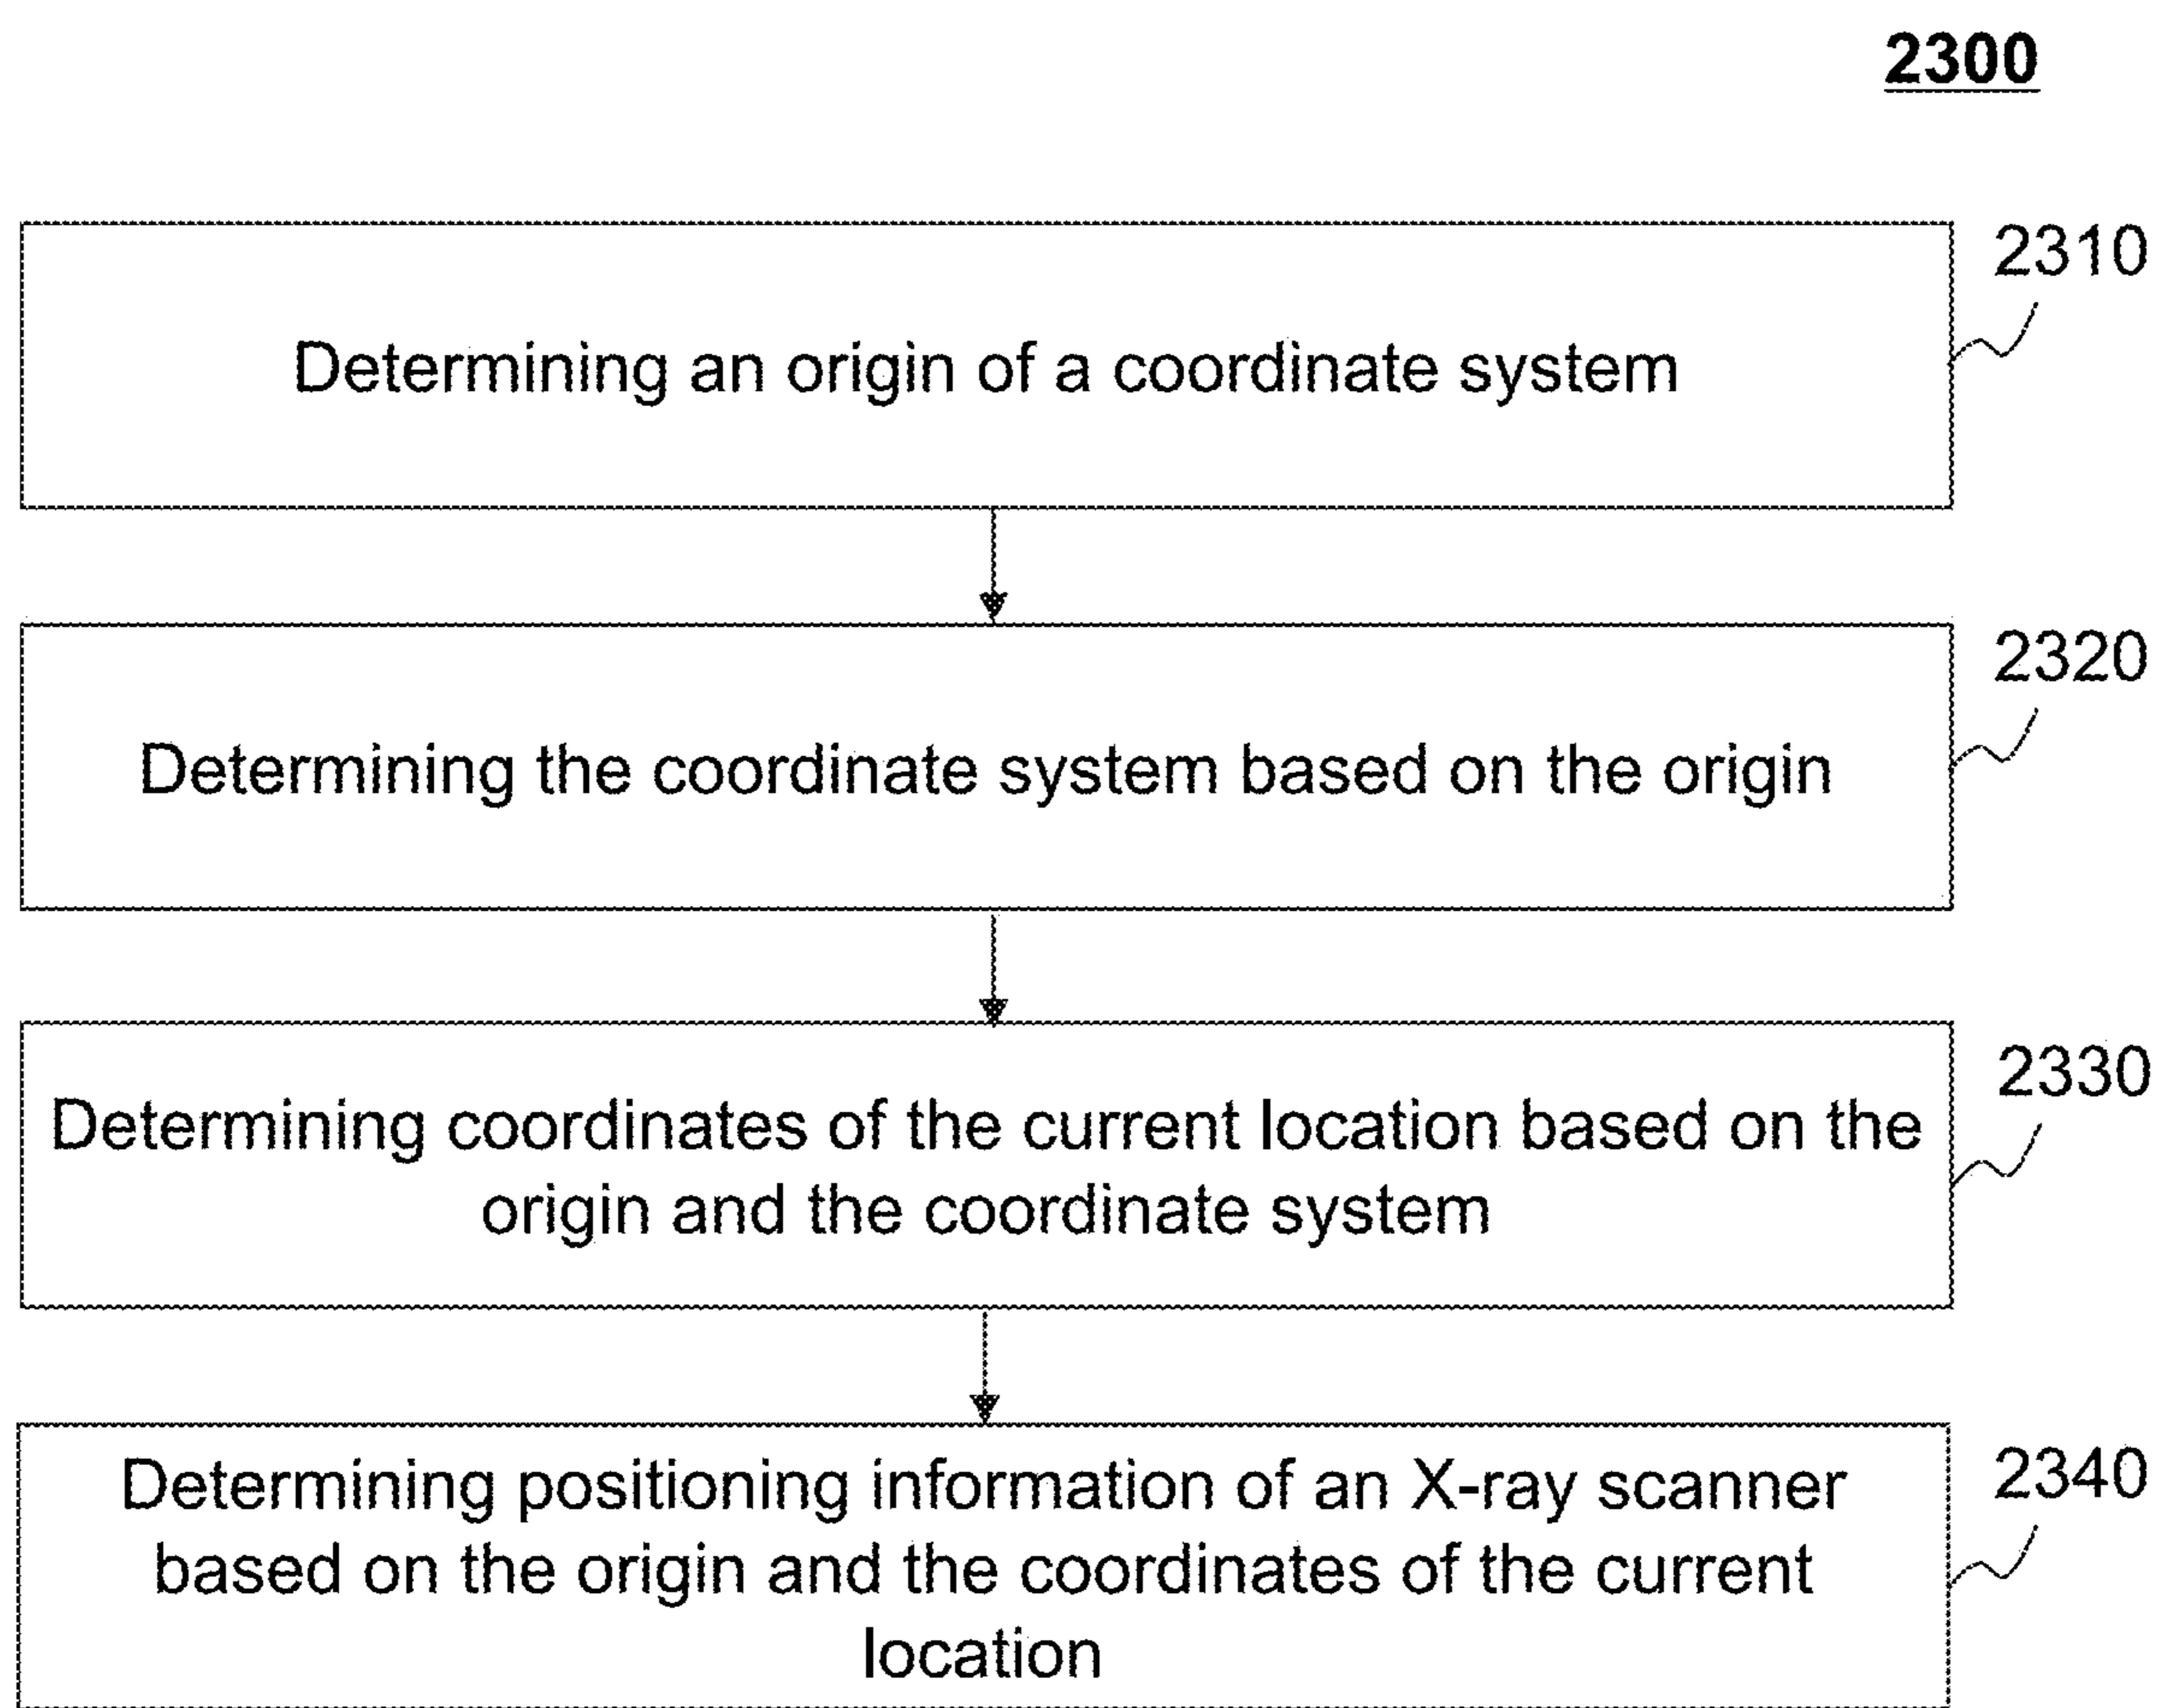 2300
2310
Determining an origin of a coordinate system
2320
Determining the coordinate system based on the origin
2330
Determining coordinates of the current location based on the
origin and the coordinate system
2340
Determining positioning information of an X-ray scanner
based on the origin and the coordinates of the current
location